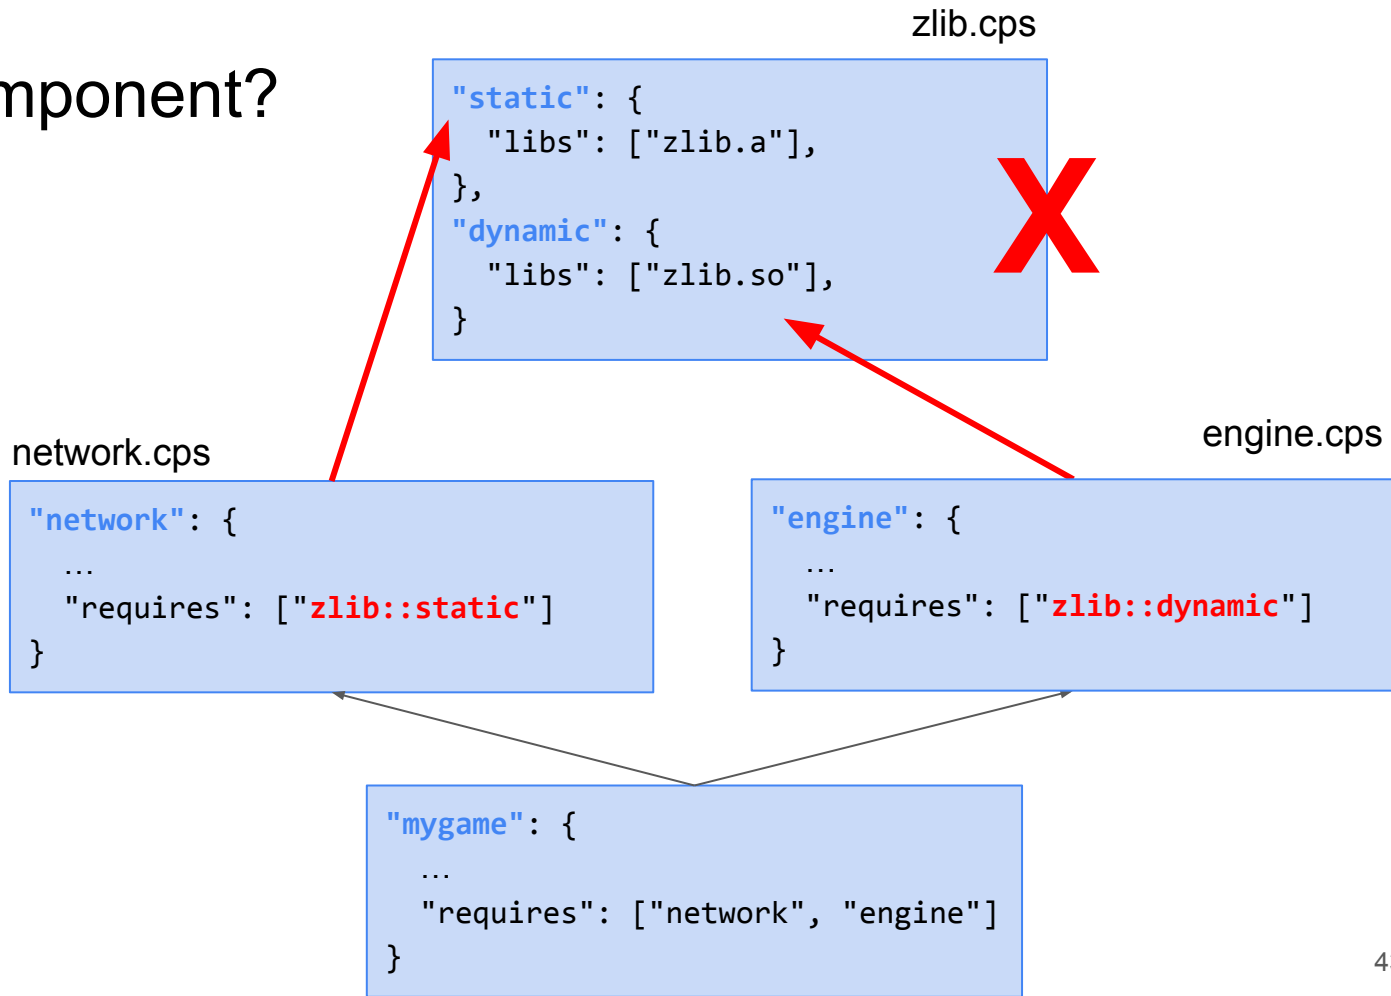 zlib.cps
mponent?
"static": {
"libs": ["zlib.a"],
},
"dynamic": {
"libs": ["zlib.so"],
}
X
network.cps
"network": {
...
"requires": ["zlib::static"]
}
engine.cps
"engine": {
...
"requires": ["zlib::dynamic"]
}
"mygame": {
...
"requires": ["network", "engine"]
}